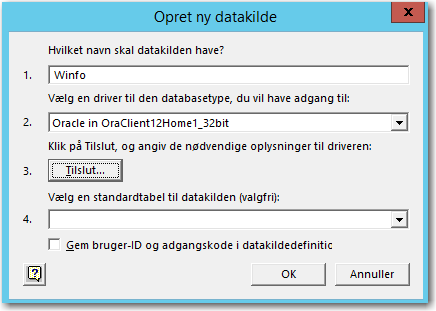 Opret ny datakilde
x
Hvilket navn skal datakilden have?
1. Winfo
Vælg en driver til den databasetype, du vil have adgang til:
2. Oracle in OraClient12Home1_32bit
Klik på Tilslut, og angiv de nødvendige oplysninger til driveren:
3. Tilslut...
Vælg en standardtabel til datakilden (valgfri):
4.
Gem bruger-ID og adgangskode i datakildedefinitic
? OK Annuller